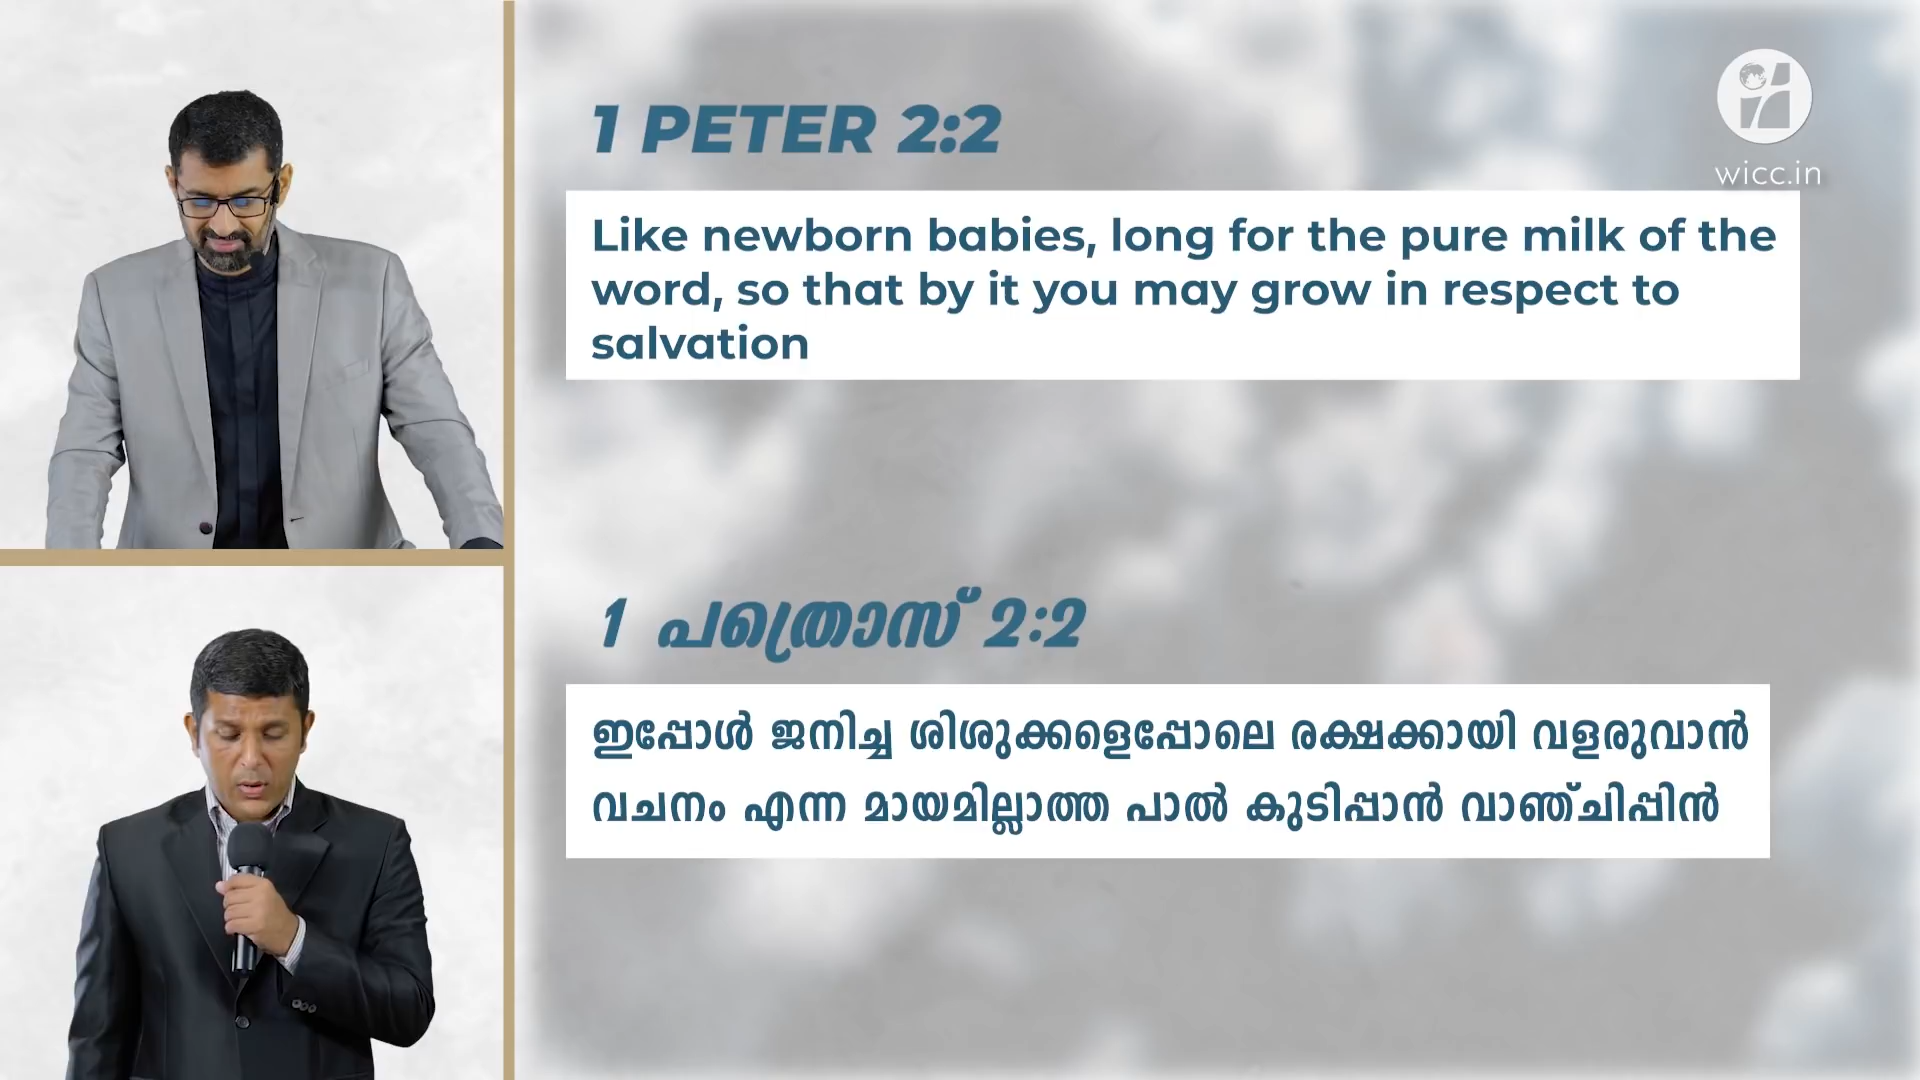 1 PETER 2:2
wicc.in
Like newborn babies, long for the pure milk of the
word, so that by it you may grow in respect to
salvation
1 പത്രൊസ് 2:2
ഇപ്പോൾ ജനിച്ച ശിശുക്കളെപ്പോലെ രക്ഷക്കായി വളരുവാൻ
വചനം എന്ന മായമില്ലാത്ത പാൽ കുടിപ്പാൻ വാഞ്ചിപ്പിൻ